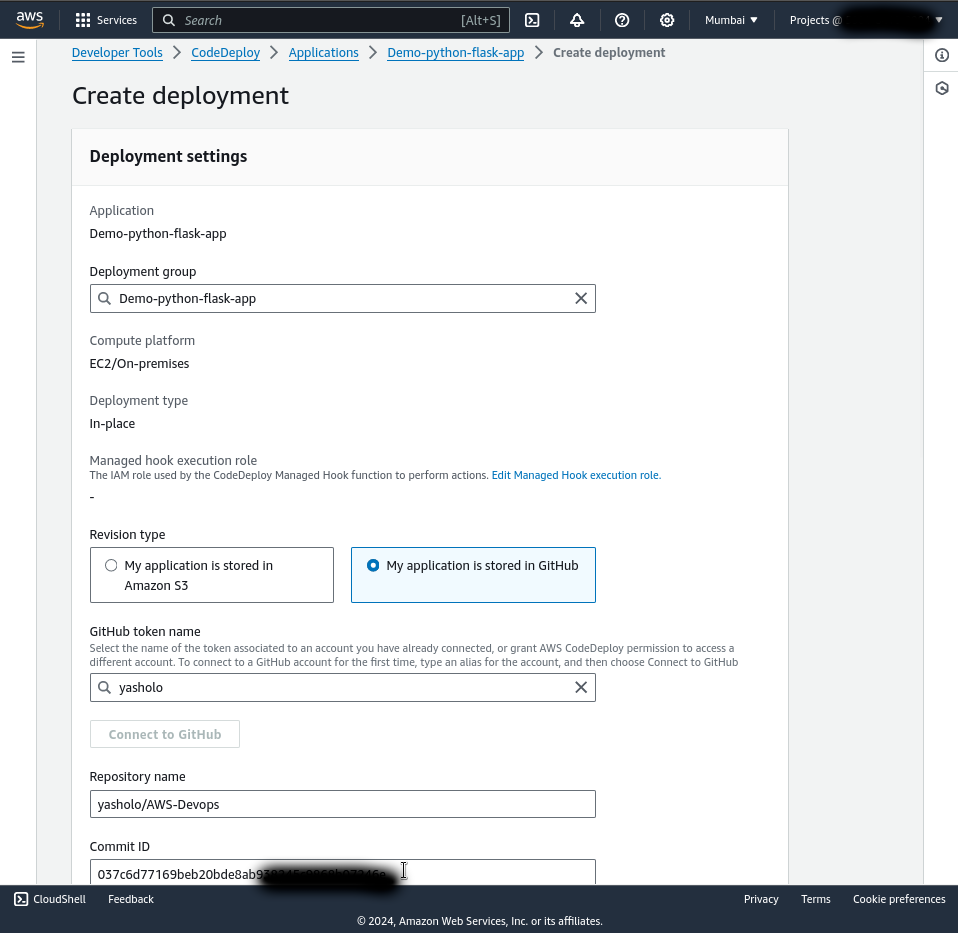 aws Services Search [Alt+S] Mumbai Projects @
Developer Tools CodeDeploy Applications Demo-python-flask-app Create deployment
Create deployment
Deployment settings
Application
Demo-python-flask-app
Deployment group
Demo-python-flask-app
Compute platform
EC2/On-premises
Deployment type
In-place
Managed hook execution role
The IAM role used by the CodeDeploy Managed Hook function to perform actions. Edit Managed Hook execution role.
-
Revision type
My application is stored in
Amazon S3
My application is stored in GitHub
GitHub token name
Select the name of the token associated to an account you have already connected, or grant AWS CodeDeploy permission to access a
different account. To connect to a GitHub account for the first time, type an alias for the account, and then choose Connect to GitHub
yasholo
Connect to GitHub
Repository name
yasholo/AWS-Devops
Commit ID
037c6d77169beb20bde8ab9
CloudShell Feedback Privacy Terms Cookie preferences
© 2024, Amazon Web Services, Inc. or its affiliates.